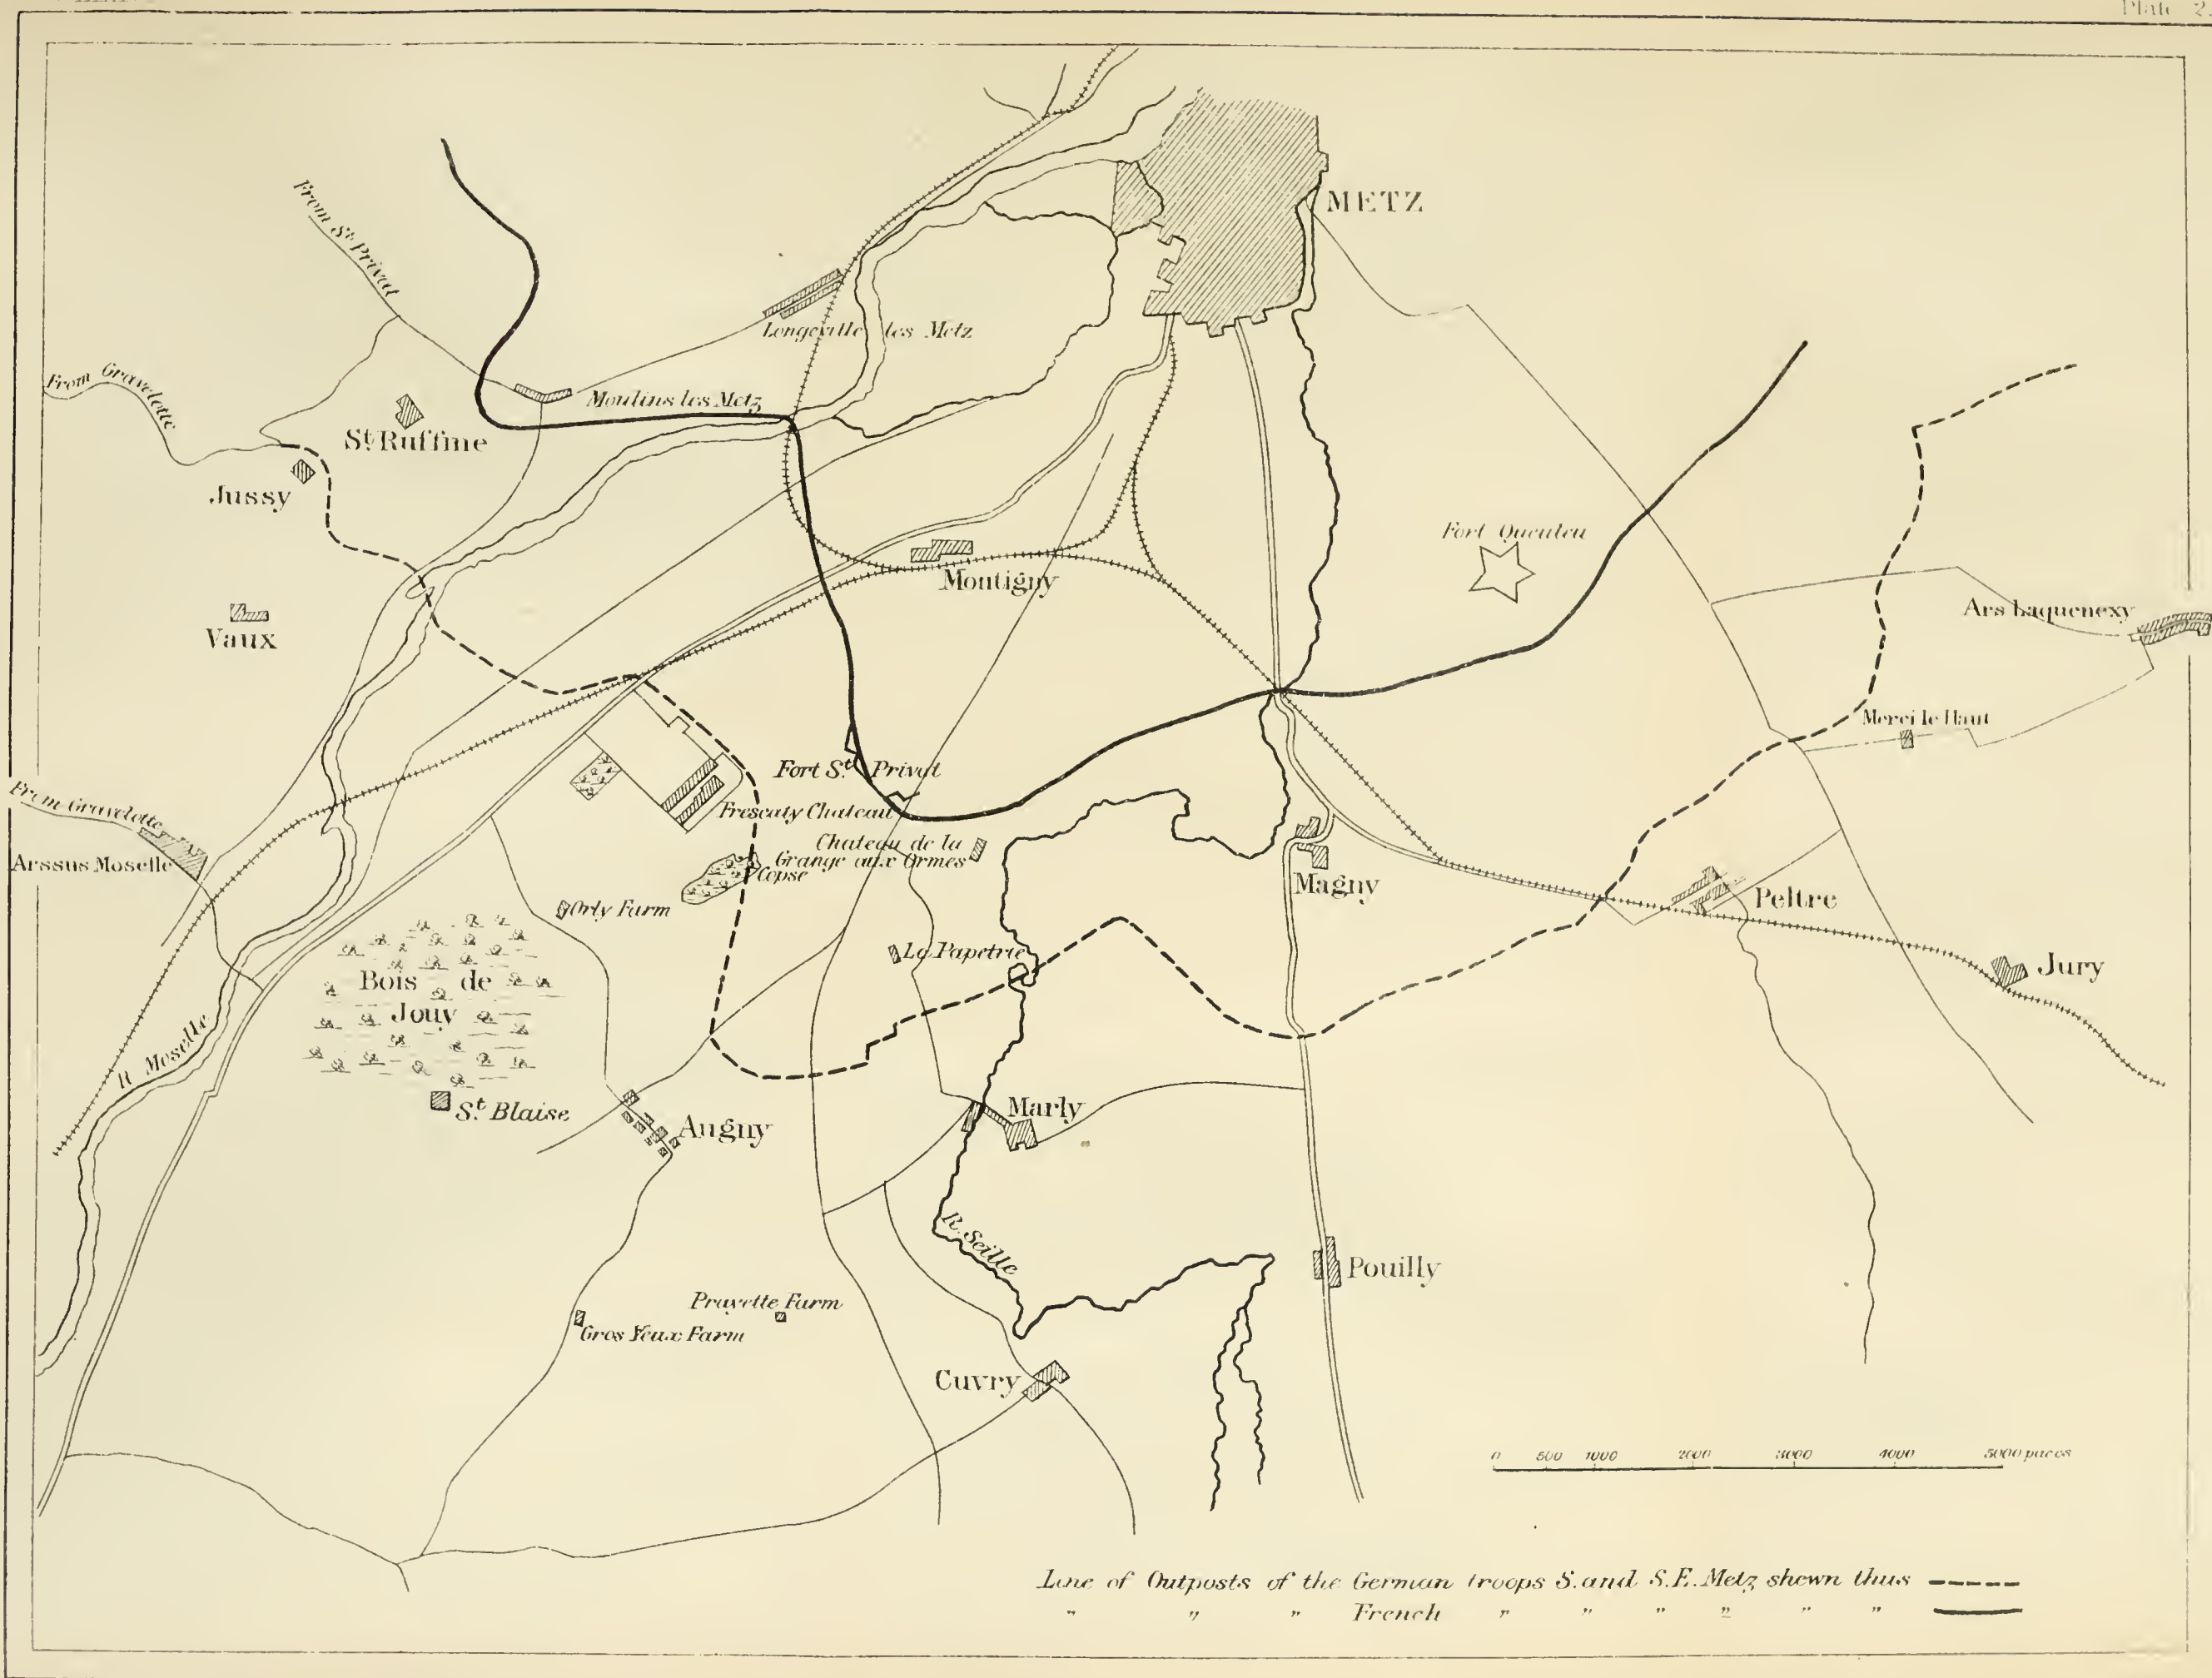 Plate 2.
METZ
From St Privat
Longeville les Metz
From Gravelotte
Moulins les Metz
St Ruffine
Jussy
Fort Queuleu
Montigny
Ars Laquenexy
Vaux
Merci le Haut
Fort St. Privat
From Gravelotte
Frescaty Chateau
Chateau de la
Grange aux Ormes
Arssus Moselle
Copse
Magny
Peltre
Orly Farm
La Papetrie
Jury
Bois de
Jouy
R Moselle
St. Blaise
Marly
Augny
R. Seille
Pouilly
Prayette Farm
Gros Yeux Farm
Cuvry
0 500 1000 2000 3000 4000 5000 paces
Line of Outposts of the German troops S. and S.E. Metz shewn thus
" " " French " " " " " "